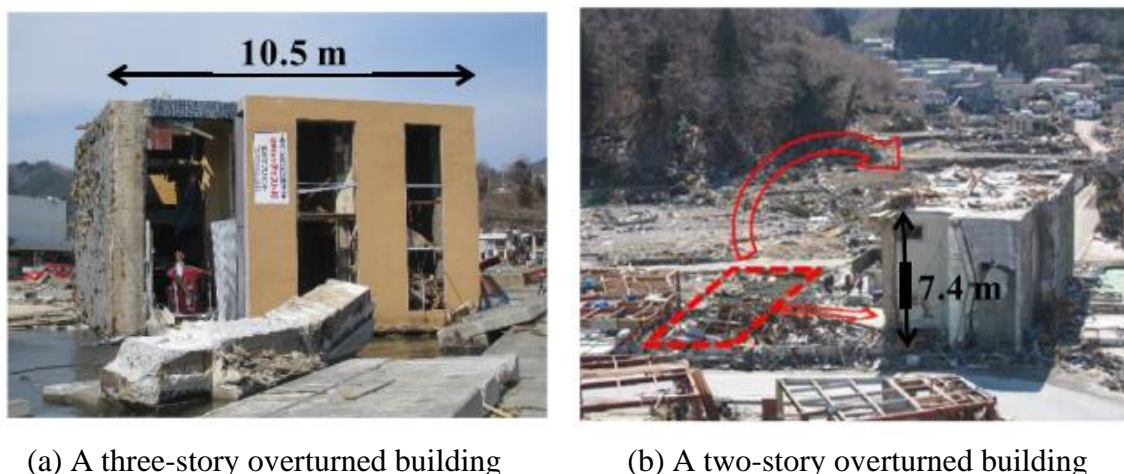 10.5 m
7.4 m
(a) A three-story overturned building
(b) A two-story overturned building